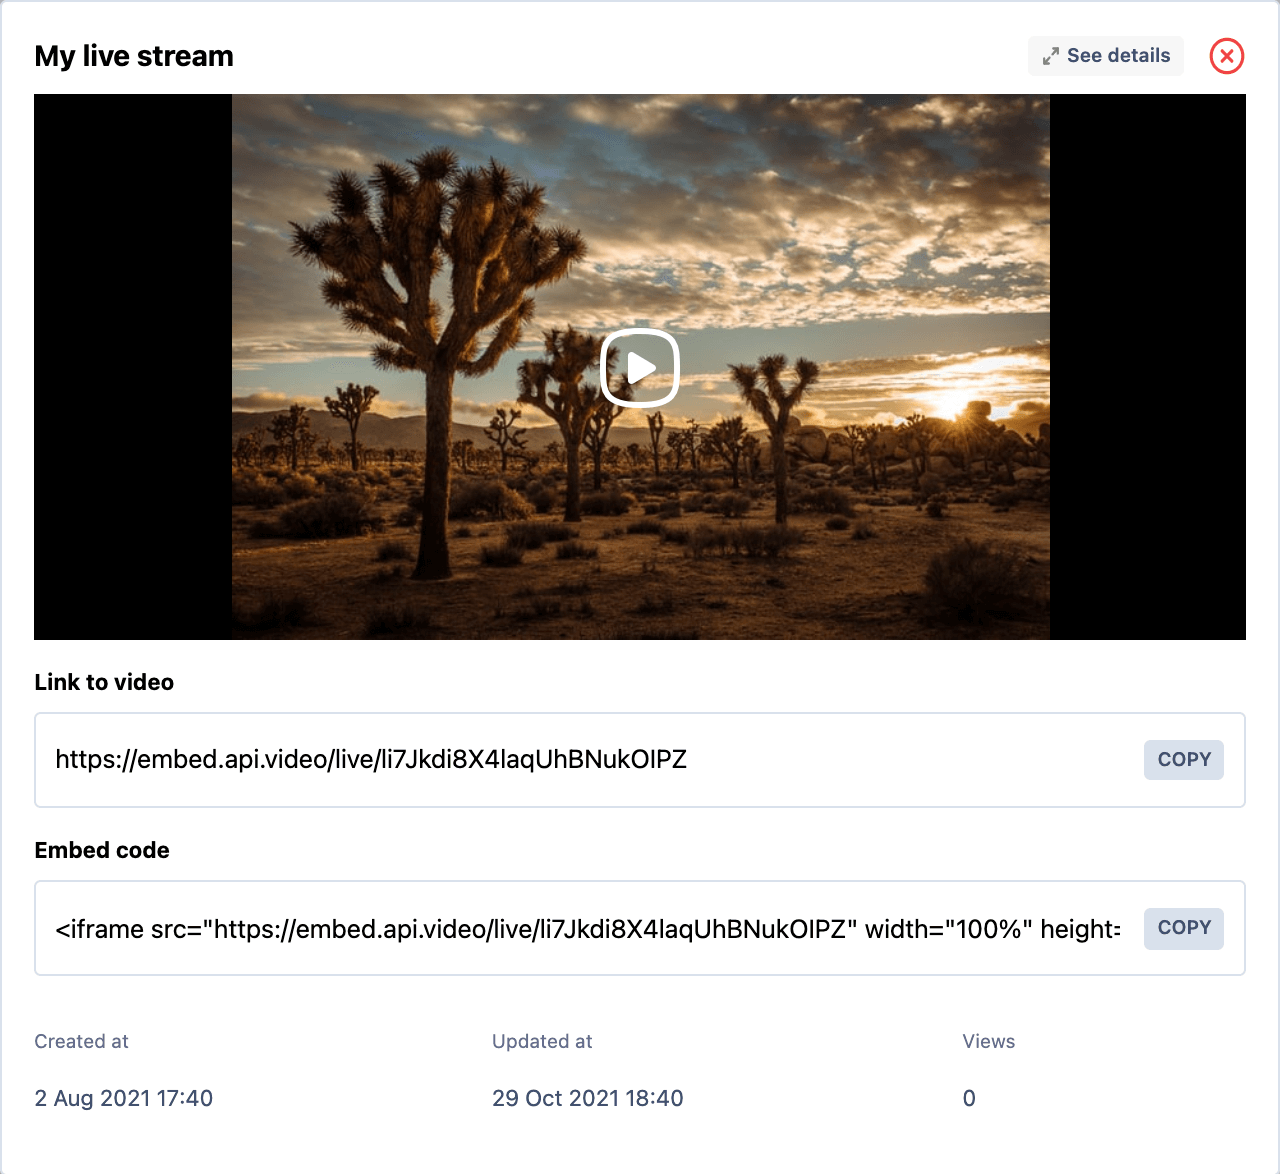 My live stream
See details
Link to video
https://embed.api.video/live/li7Jkdi8X4laqUhBNukOIPZ
COPY
Embed code
<iframe src="https://embed.api.video/live/li7Jkdi8X4laqUhBNukOIPZ" width="100%" height=
COPY
Created at
Updated at
Views
2 Aug 2021 17:40
29 Oct 2021 18:40
0